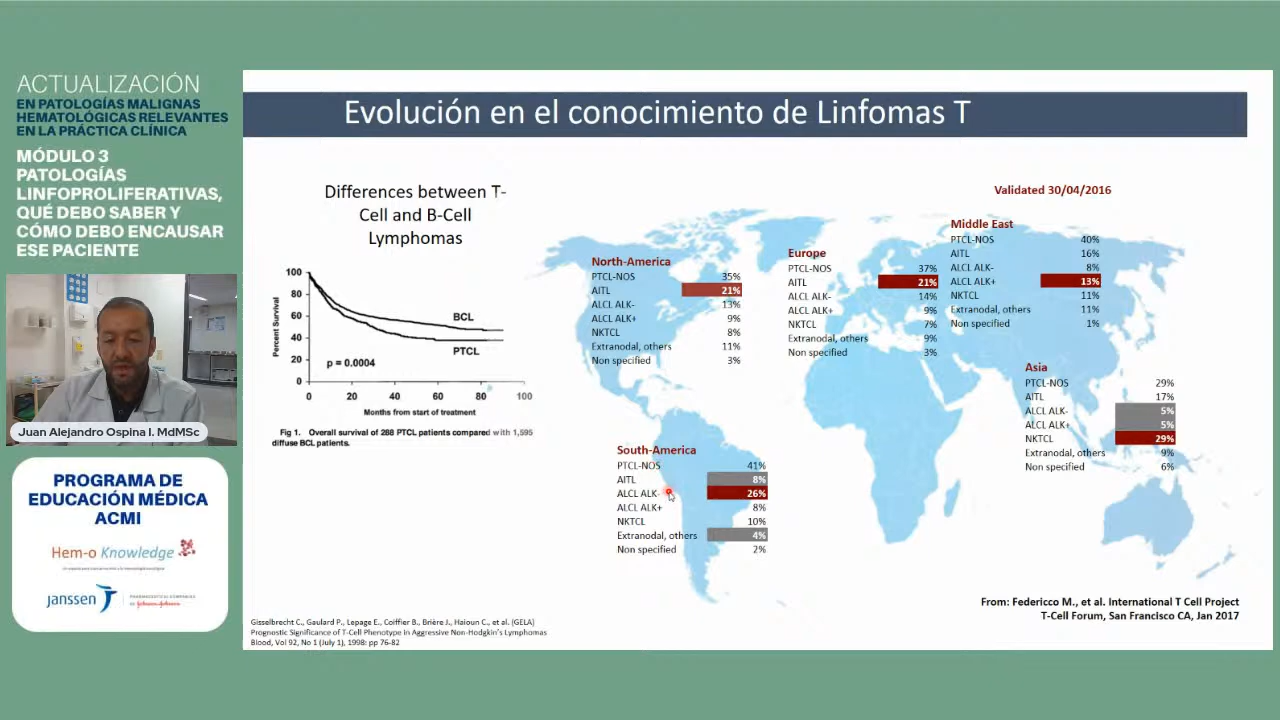 ACTUALIZACIÓN
EN PATOLOGÍAS MALIGNAS
HEMATOLÓGICAS RELEVANTES
EN LA PRÁCTICA CLÍNICA
MÓDULO 3
PATOLOGÍAS
LINFOPROLIFERATIVAS,
QUÉ DEBO SABER Y
CÓMO DEBO ENCAUSAR
ESE PACIENTE
Juan Alejandro Ospina I. MdMSc
PROGRAMA DE
EDUCACIÓN MÉDICA
ACMI
Hem-o Knowledge
janssen
PHARMACEUTICAL COMPANIES
OF Johnson & Johnson
Evolución en el conocimiento de Linfomas T
Differences between T-
Cell and B-Cell
Lymphomas
100
80
60
40
20
0
Percent Survival
BCL
PTCL
p = 0.0004
0 20 40 60 80 100
Months from start of treatment
Fig 1. Overall survival of 288 PTCL patients compared with 1,595
diffuse BCL patients.
Validated 30/04/2016
North-America
PTCL-NOS 35%
AITL 21%
ALCL ALK- 13%
ALCL ALK+ 9%
NKTCL 8%
Extranodal, others 11%
Non specified 3%
Europe
PTCL-NOS 37%
AITL 21%
ALCL ALK- 14%
ALCL ALK+ 9%
NKTCL 7%
Extranodal, others 9%
Non specified 3%
Middle East
PTCL-NOS 40%
AITL 16%
ALCL ALK- 8%
ALCL ALK+ 13%
NKTCL 11%
Extranodal, others 11%
Non specified 1%
Asia
PTCL-NOS 29%
AITL 17%
ALCL ALK- 5%
ALCL ALK+ 5%
NKTCL 29%
Extranodal, others 9%
Non specified 6%
South-America
PTCL-NOS 41%
AITL 8%
ALCL ALK- 26%
ALCL ALK+ 8%
NKTCL 10%
Extranodal, others 4%
Non specified 2%
From: Federicco M., et al. International T Cell Project
T-Cell Forum, San Francisco CA, Jan 2017
Gisselbrecht C., Gaulard P., Lepage E., Coiffier B., Brière J., Haioun C., et al. (GELA)
Prognostic Significance of T-Cell Phenotype in Aggressive Non-Hodgkin's Lymphomas
Blood, Vol 92, No 1 (July 1), 1998: pp 76-82